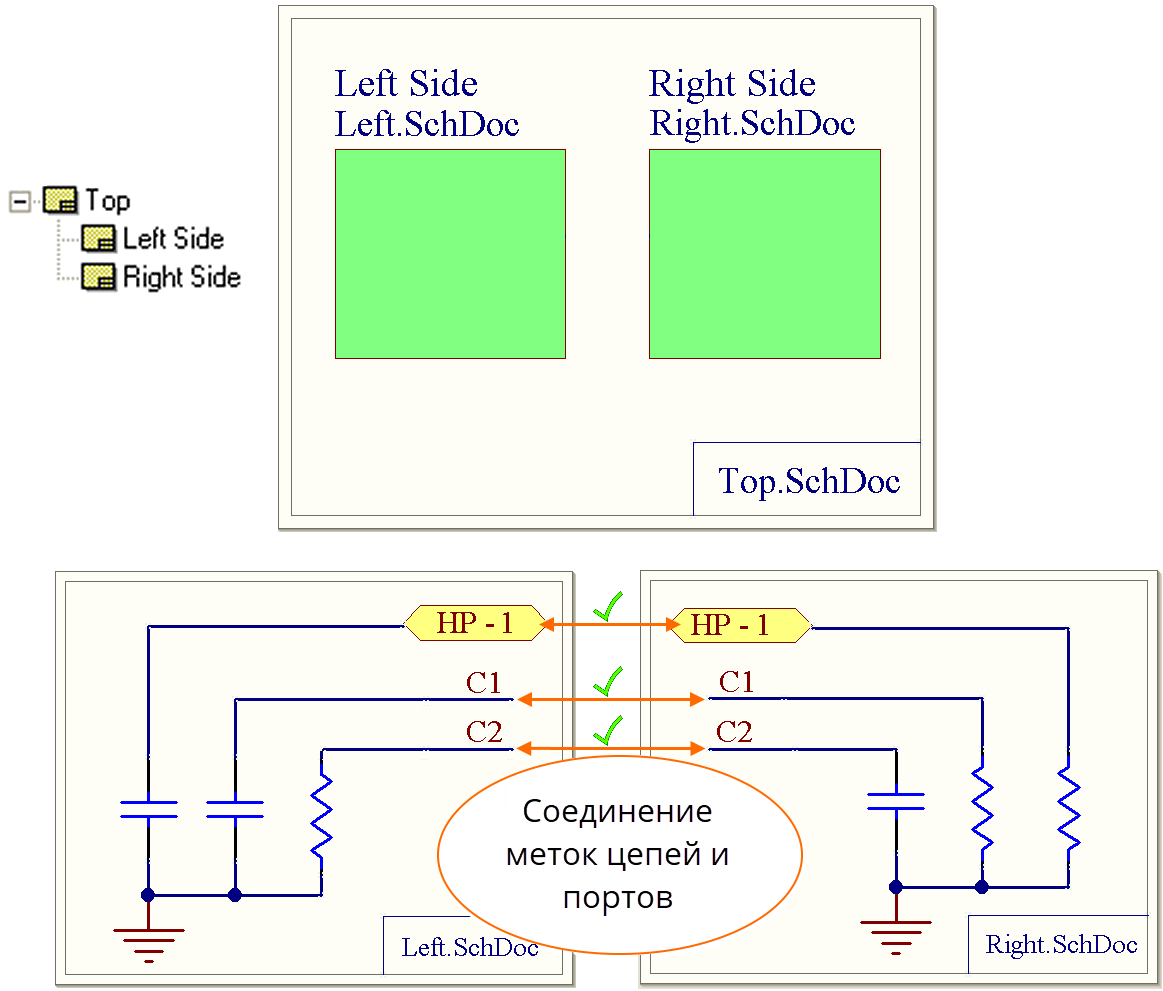 Left Side
Left.SchDoc
Right Side
Right.SchDoc
Top
Left Side
Right Side
Top.SchDoc
HP - 1
HP - 1
C1
C1
C2
C2
Соединение
меток цепей и
портов
Left.SchDoc
Right.SchDoc